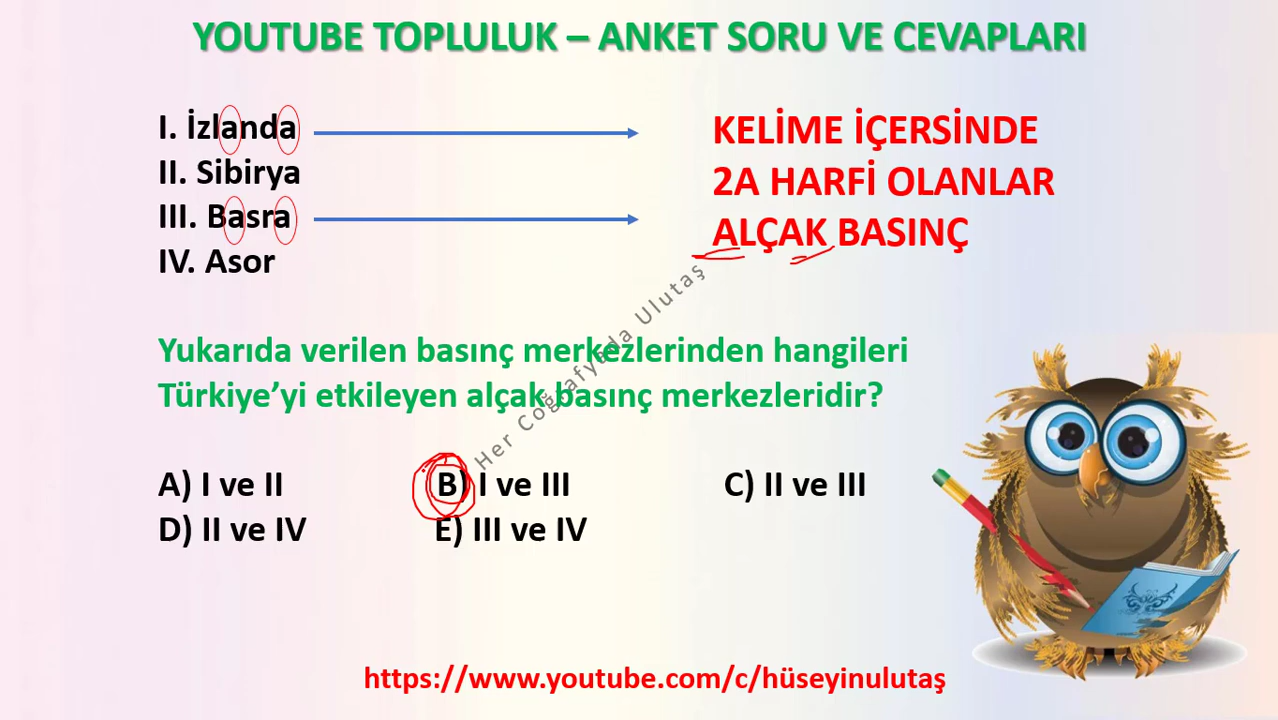 YOUTUBE TOPLULUK – ANKET SORU VE CEVAPLARI
I. İzlanda
II. Sibirya
III. Basra
IV. Asor
KELİME İÇERSİNDE
2A HARFİ OLANLAR
ALÇAK BASINÇ
Her Coğrafyada Ulutaş
Yukarıda verilen basınç merkezlerinden hangileri
Türkiye’yi etkileyen alçak basınç merkezleridir?
A) I ve II B) I ve III C) II ve III
D) II ve IV E) III ve IV
https://www.youtube.com/c/hüseyinulutaş